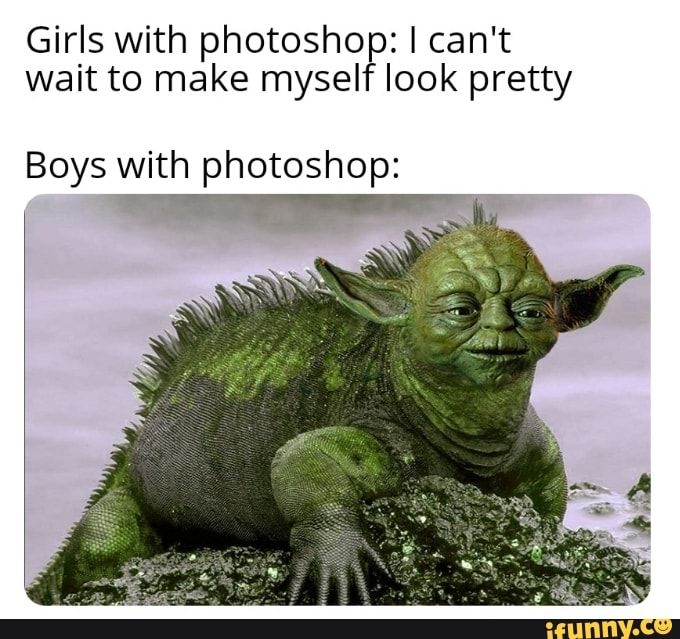 Girls with photoshop: I can't
wait to make myself look pretty
Boys with photoshop:
ifunny.co